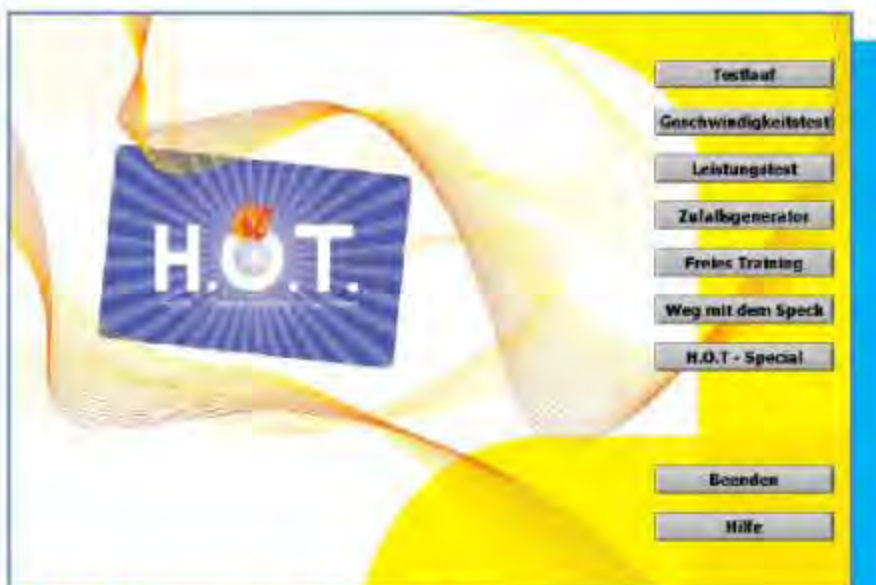 H.O.T.
Testlauf
Geschwindigkeitstest
Leistungstest
Zufallsgenerator
Freies Training
Weg mit dem Speck
H.O.T - Special
Beenden
Hilfe